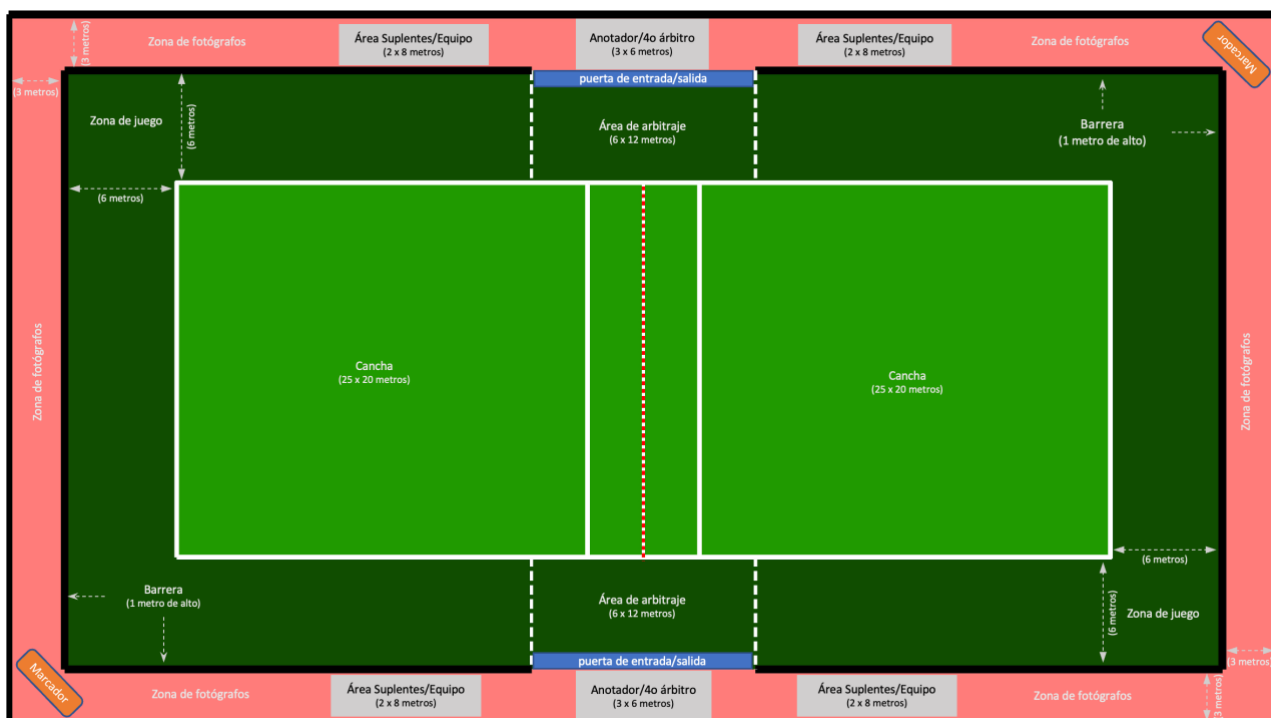 Zona de fotógrafos
Área Suplentes/Equipo
(2 x 8 metros)
Anotador/4o árbitro
(3 x 6 metros)
Área Suplentes/Equipo
(2 x 8 metros)
Zona de fotógrafos
Marcador
(3 metros)
(3 metros)
puerta de entrada/salida
Zona de juego
(6 metros)
Área de arbitraje
(6 x 12 metros)
Barrera
(1 metro de alto)
(6 metros)
Zona de fotógrafos
Cancha
(25 x 20 metros)
Cancha
(25 x 20 metros)
Zona de fotógrafos
(6 metros)
Barrera
(1 metro de alto)
Área de arbitraje
(6 x 12 metros)
(6 metros)
Zona de juego
puerta de entrada/salida
(3 metros)
Marcador
Zona de fotógrafos
Área Suplentes/Equipo
(2 x 8 metros)
Anotador/4o árbitro
(3 x 6 metros)
Área Suplentes/Equipo
(2 x 8 metros)
Zona de fotógrafos
(3 metros)